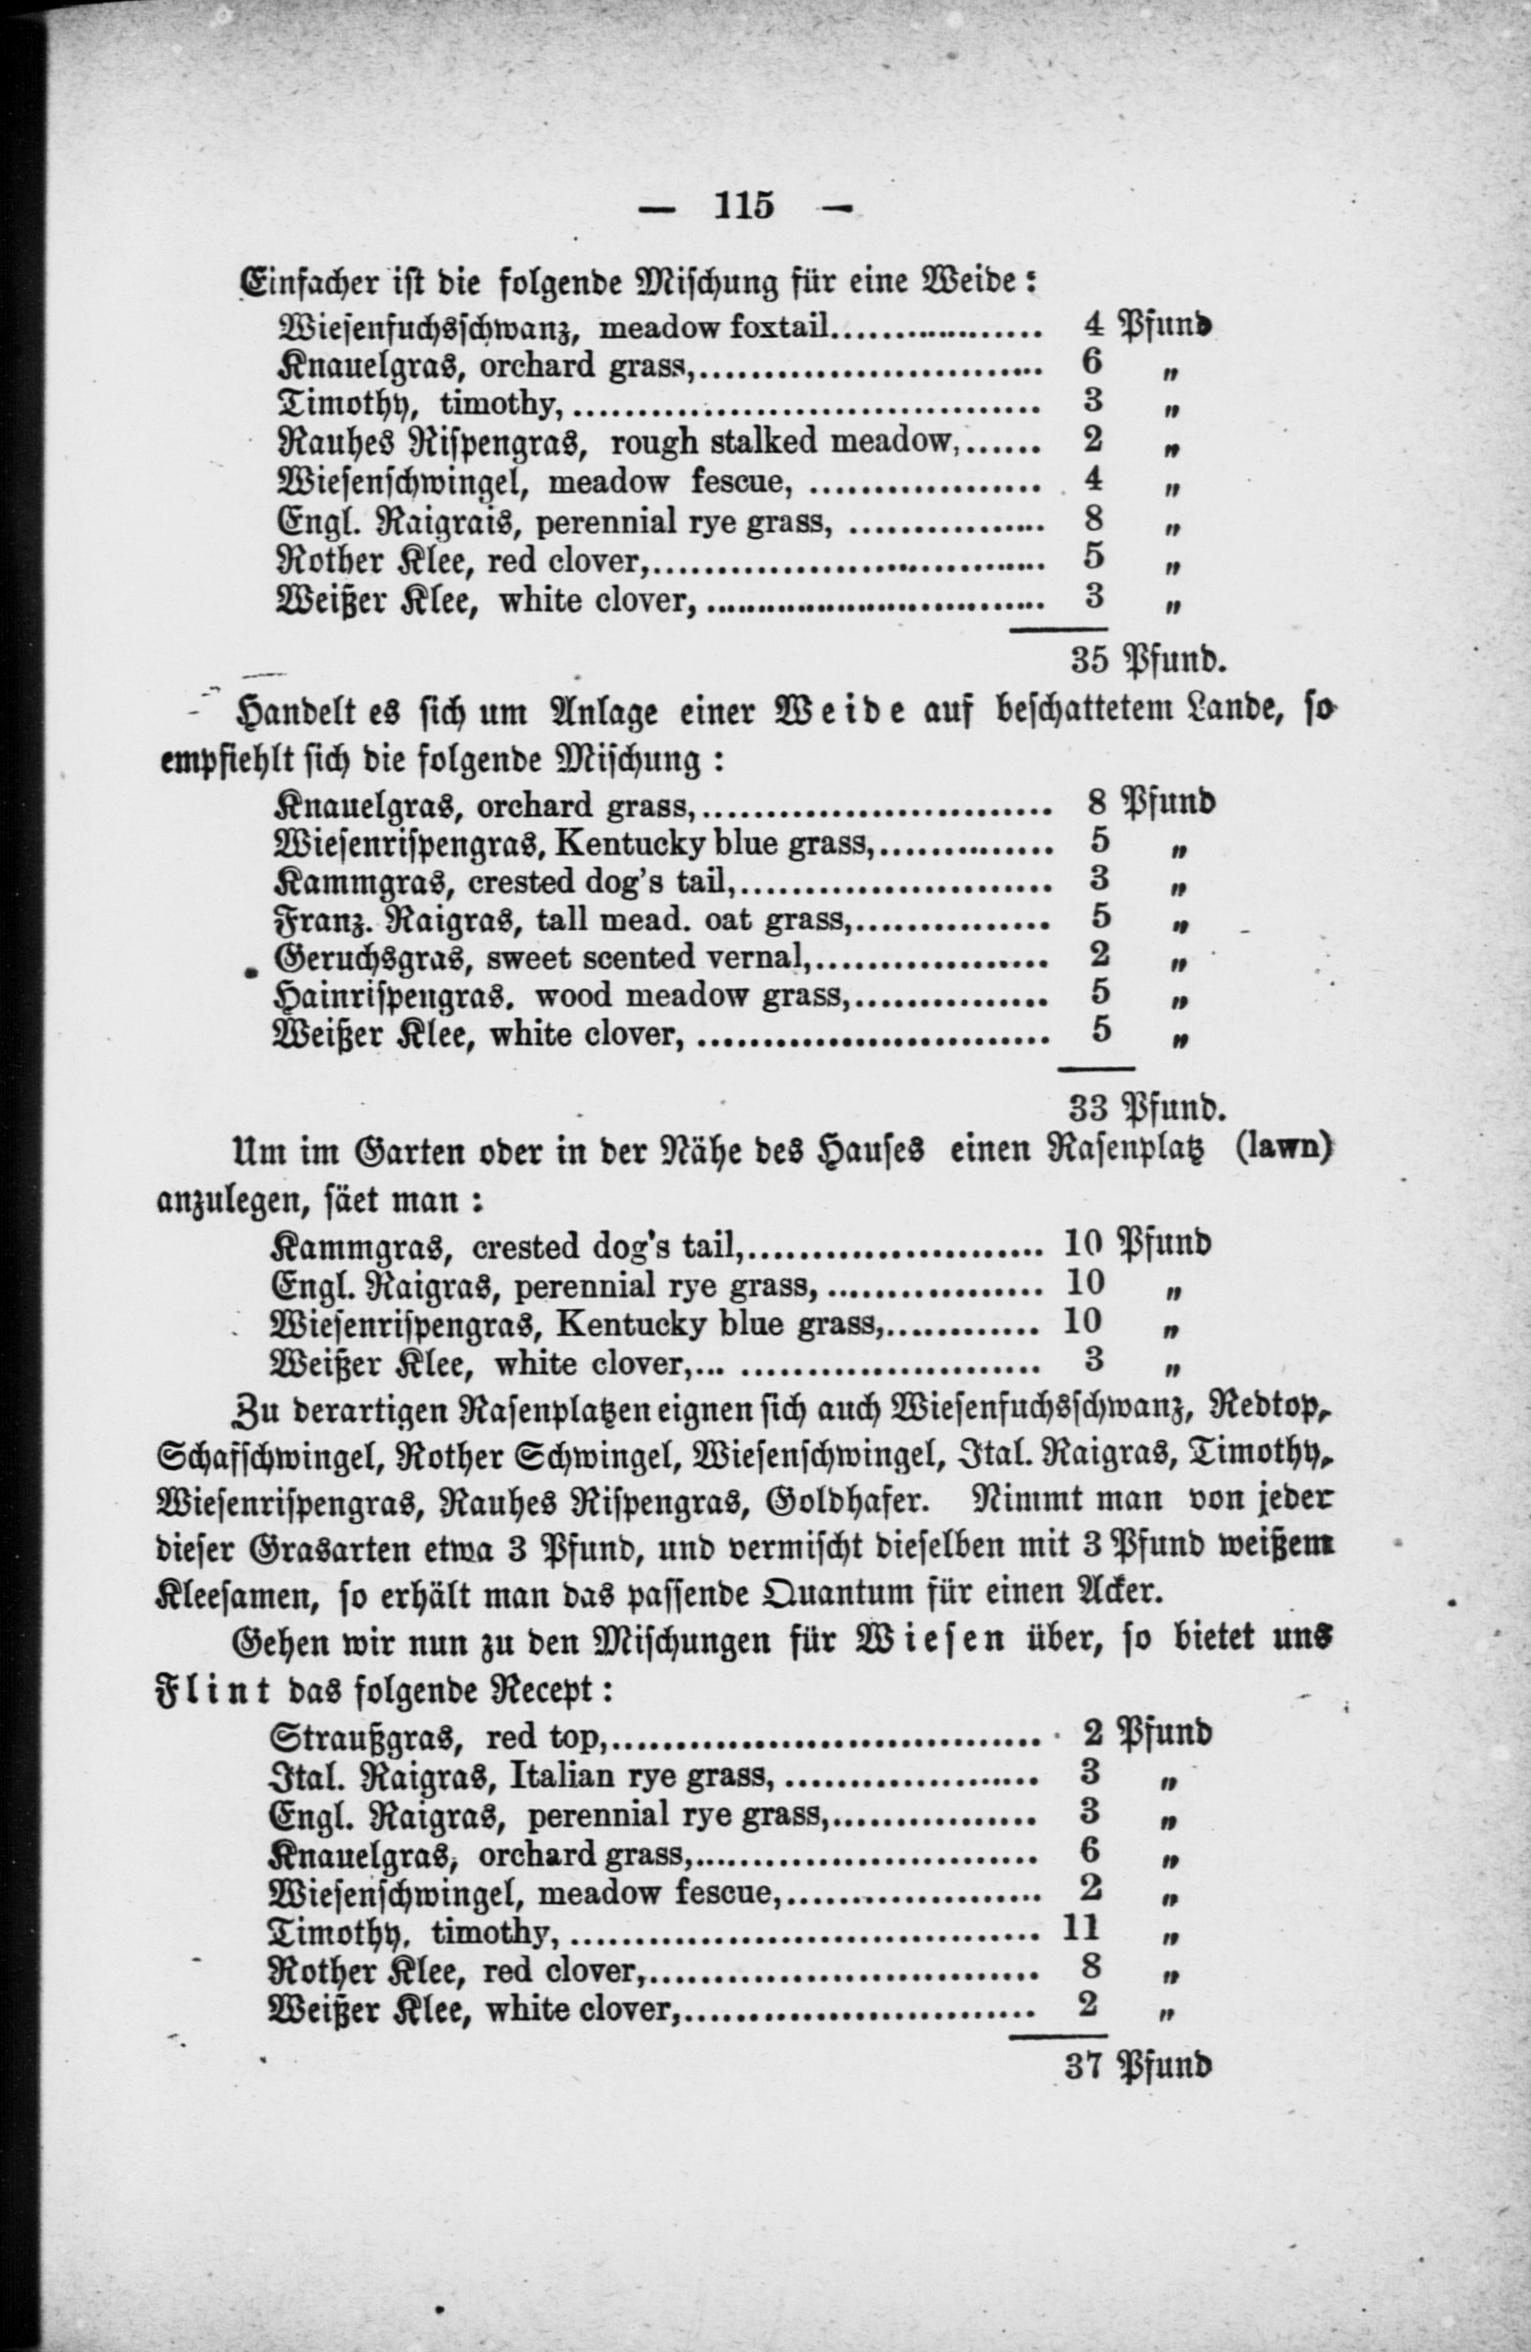 — 115 —
Einfacher ist die folgende Mischung für eine Weide:
Wiesenfuchsschwanz, meadow foxtail.................. 4 Pfund
Knauelgras, orchard grass,........................... 6 „
Timothy, timothy,.................................... 3 „
Rauhes Rispengras, rough stalked meadow,...... 2 „
Wiesenschwingel, meadow fescue, .................. 4 „
Engl. Raigrais, perennial rye grass, ................ 8 „
Rother Klee, red clover,............................... 5 „
Weißer Klee, white clover, ............................. 3 „
35 Pfund.
Handelt es sich um Anlage einer Weide auf beschattetem Lande, so
empfiehlt sich die folgende Mischung:
Knauelgras, orchard grass,............................ 8 Pfund
Wiesenrispengras, Kentucky blue grass,.............. 5 „
Kammgras, crested dog's tail,......................... 3 „
Franz. Raigras, tall mead. oat grass,............... 5 „
Geruchsgras, sweet scented vernal,.................. 2 „
Hainrispengras. wood meadow grass,............... 5 „
Weißer Klee, white clover, ............................ 5 „
33 Pfund.
Um im Garten oder in der Nähe des Hauses einen Rasenplatz (lawn)
anzulegen, säet man:
Kammgras, crested dog's tail,....................... 10 Pfund
Engl. Raigras, perennial rye grass, ................. 10 „
Wiesenrispengras, Kentucky blue grass,............ 10 „
Weißer Klee, white clover,... ........................ 3 „
Zu derartigen Rasenplatzen eignen sich auch Wiesenfuchsschwanz, Redtop,
Schafschwingel, Rother Schwingel, Wiesenschwingel, Ital. Raigras, Timothy,
Wiesenrispengras, Rauhes Rispengras, Goldhafer. Nimmt man von jeder
dieser Grasarten etwa 3 Pfund, und vermischt dieselben mit 3 Pfund weißem
Kleesamen, so erhält man das passende Quantum für einen Acker.
Gehen wir nun zu den Mischungen für Wiesen über, so bietet uns
Flint das folgende Recept:
Straußgras, red top,.................................. 2 Pfund
Ital. Raigras, Italian rye grass, .................... 3 „
Engl. Raigras, perennial rye grass,................ 3 „
Knauelgras, orchard grass,........................... 6 „
Wiesenschwingel, meadow fescue,.................... 2 „
Timothy. timothy, ..................................... 11 „
Rother Klee, red clover,............................... 8 „
Weißer Klee, white clover,............................ 2 „
37 Pfund